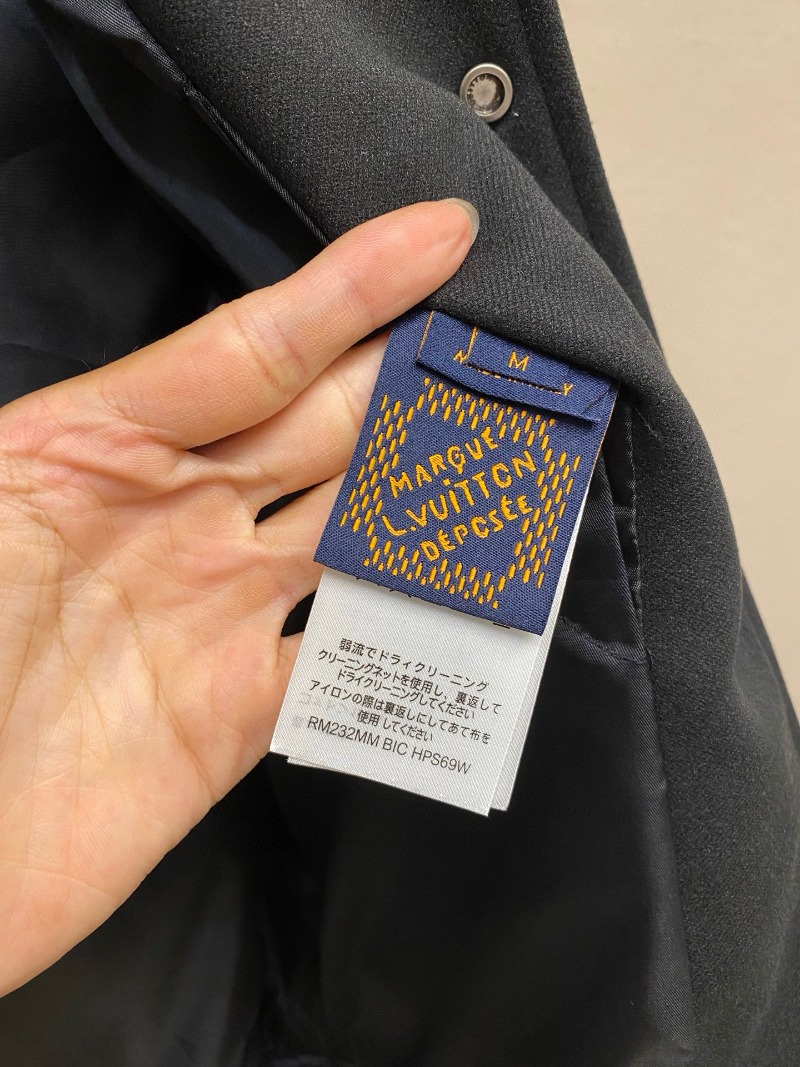 M
MARQUE
L.VUITTON
DÉPOSÉE
弱流でドライクリーニング
クリーニングネットを使用し、裏返して
ドライクリーニングしてください
アイロンの際は裏返しにしてあて布を
使用してください
RM232MM BIC HPS69W